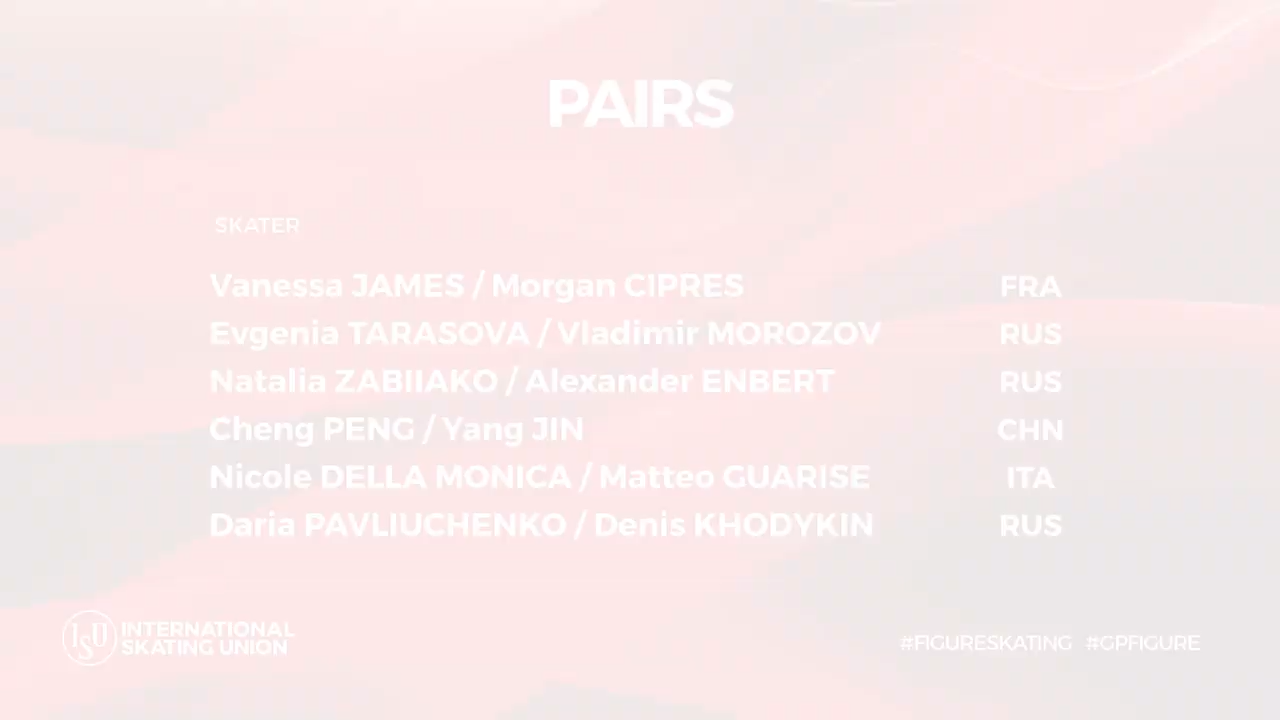 PAIRS
SKATER
Vanessa JAMES / Morgan CIPRES FRA
Evgenia TARASOVA / Vladimir MOROZOV RUS
Natalia ZABIIAKO / Alexander ENBERT RUS
Cheng PENG / Yang JIN CHN
Nicole DELLA MONICA / Matteo GUARISE ITA
Daria PAVLIUCHENKO / Denis KHODYKIN RUS
ISU INTERNATIONAL
SKATING UNION
#FIGURESKATING #GPFIGURE